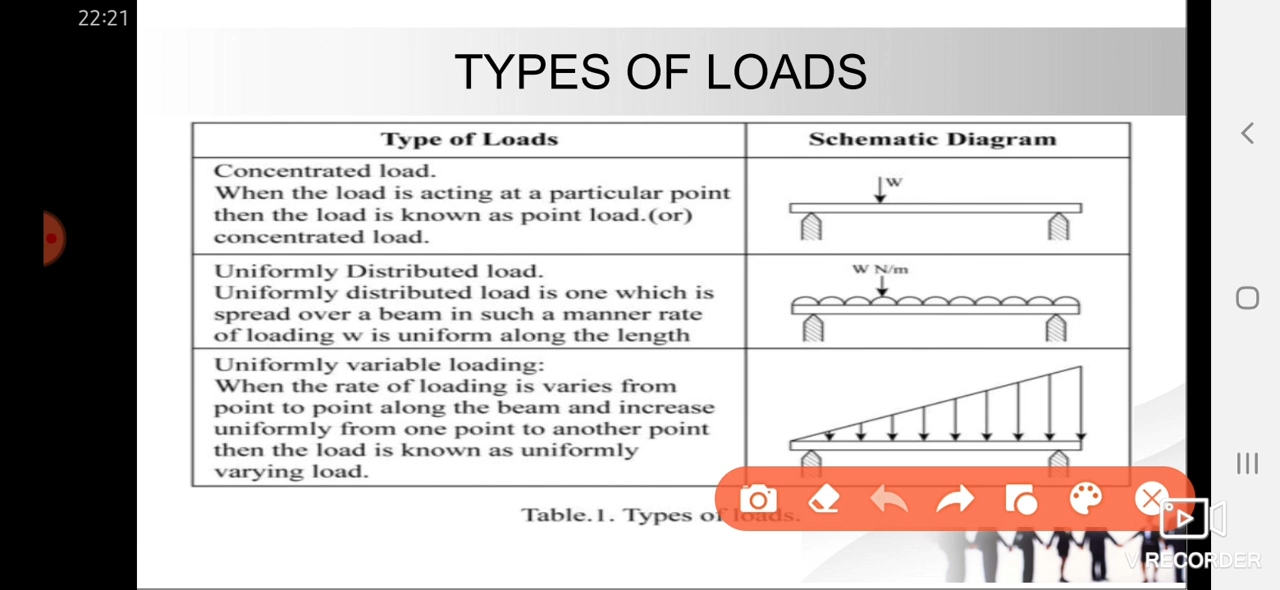 22:21
TYPES OF LOADS
Type of Loads
Schematic Diagram
Concentrated load.
When the load is acting at a particular point
then the load is known as point load.(or)
concentrated load.
W
Uniformly Distributed load.
Uniformly distributed load is one which is
spread over a beam in such a manner rate
of loading w is uniform along the length
W N/m
Uniformly variable loading:
When the rate of loading is varies from
point to point along the beam and increase
uniformly from one point to another point
then the load is known as uniformly
varying load.
Table.1. Types of loads.
V RECORDER